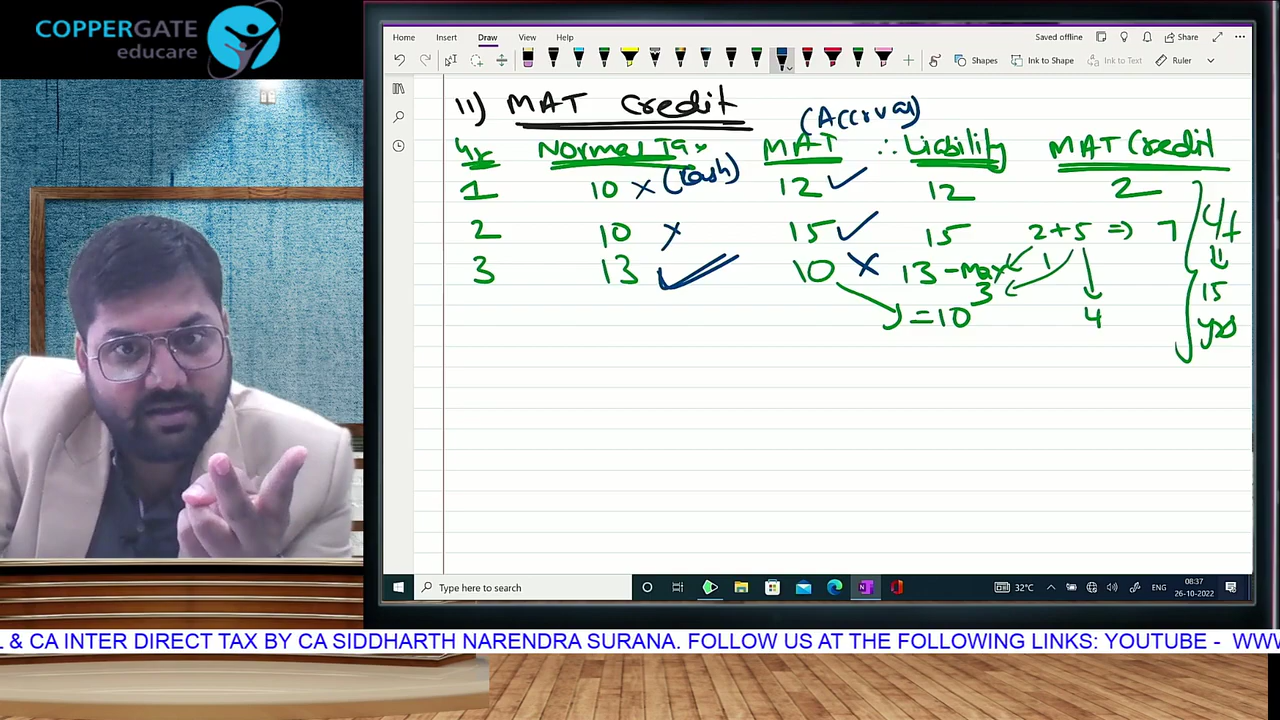 COPPERGATE
educare
Saved offline
Home Insert Draw View Help
Share
Shapes Ink to Shape Ink to Text Ruler
11) MAT Credit
(Accrual)
Yr Normal Tax MAT ∴ Liability MAT Credit
(Cash)
1 10 × 12 ✓ 12 2
2 10 × 15 ✓ 15 2+5 ⇒ 7
3 13 ✓ 10 × 13 - Max 1
3
=10 4
c/f
15
yrs
Type here to search
32°C ENG 08:37
26-10-2022
L & CA INTER DIRECT TAX BY CA SIDDHARTH NARENDRA SURANA. FOLLOW US AT THE FOLLOWING LINKS: YOUTUBE - WWW